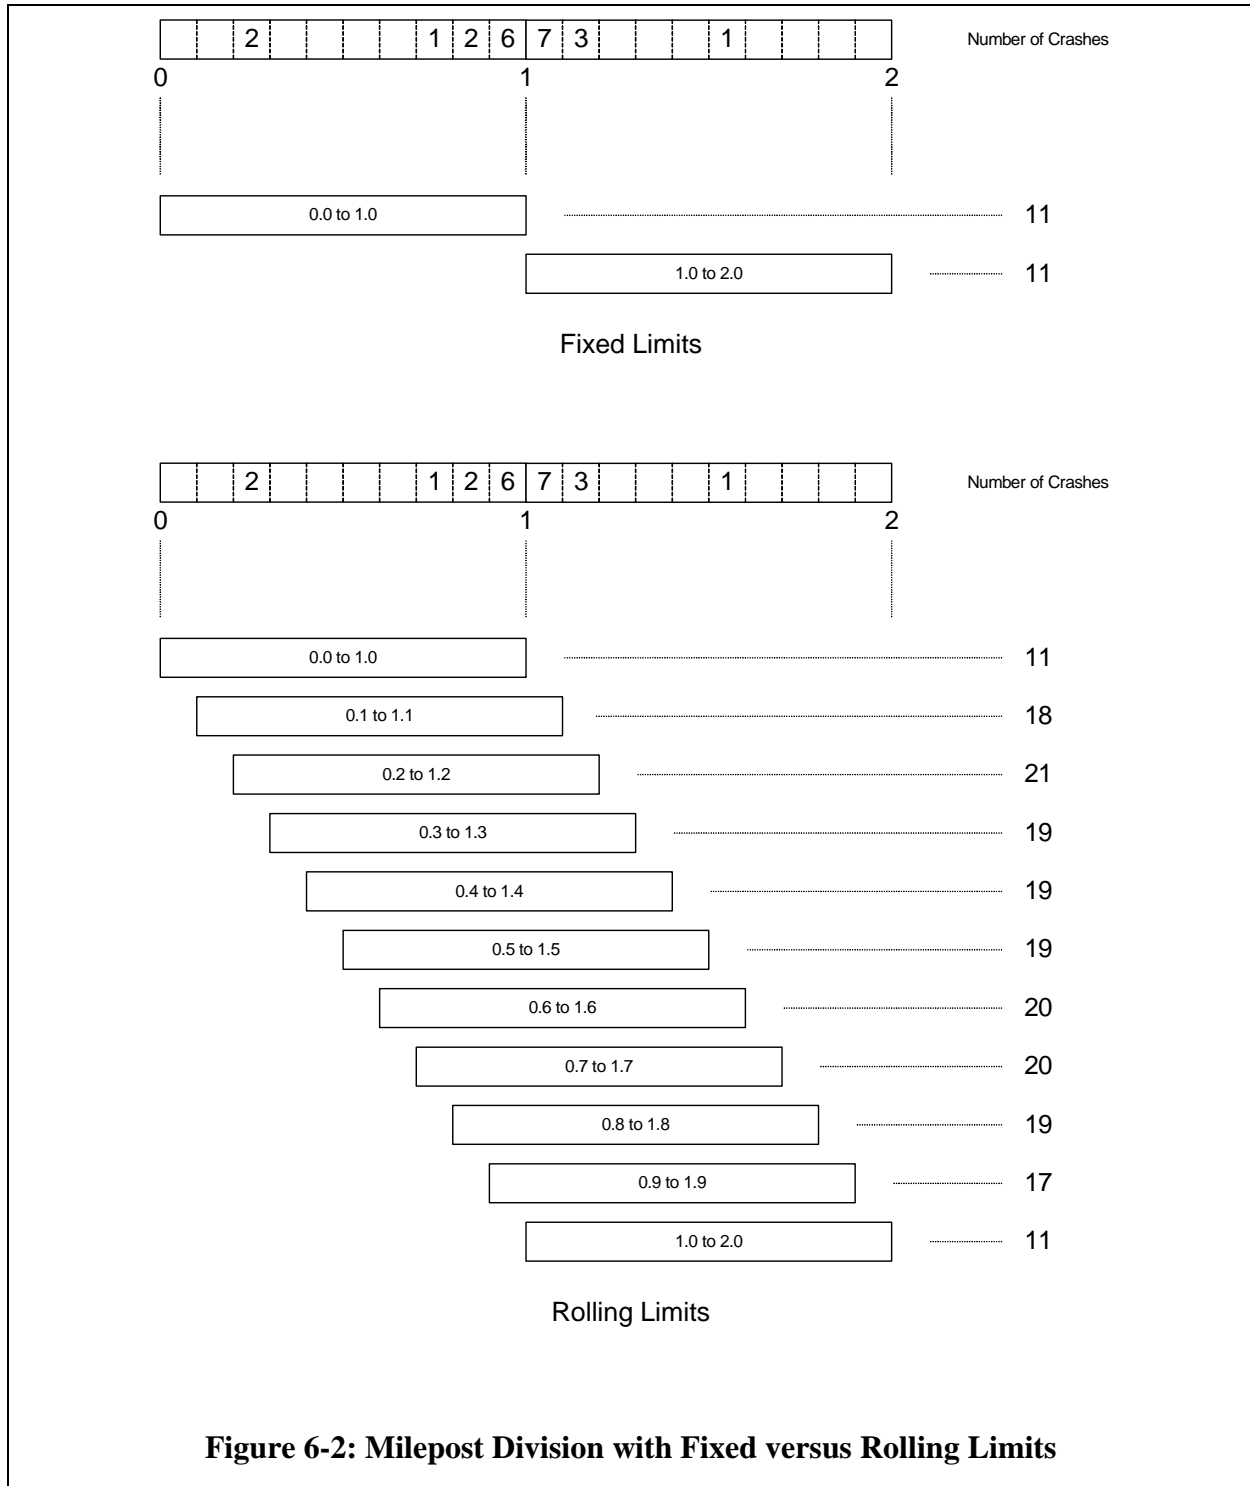 2 1 2 6 7 3 1 Number of Crashes
0 1 2
0.0 to 1.0 11
1.0 to 2.0 11
Fixed Limits
2 1 2 6 7 3 1 Number of Crashes
0 1 2
0.0 to 1.0 11
0.1 to 1.1 18
0.2 to 1.2 21
0.3 to 1.3 19
0.4 to 1.4 19
0.5 to 1.5 19
0.6 to 1.6 20
0.7 to 1.7 20
0.8 to 1.8 19
0.9 to 1.9 17
1.0 to 2.0 11
Rolling Limits
Figure 6-2: Milepost Division with Fixed versus Rolling Limits